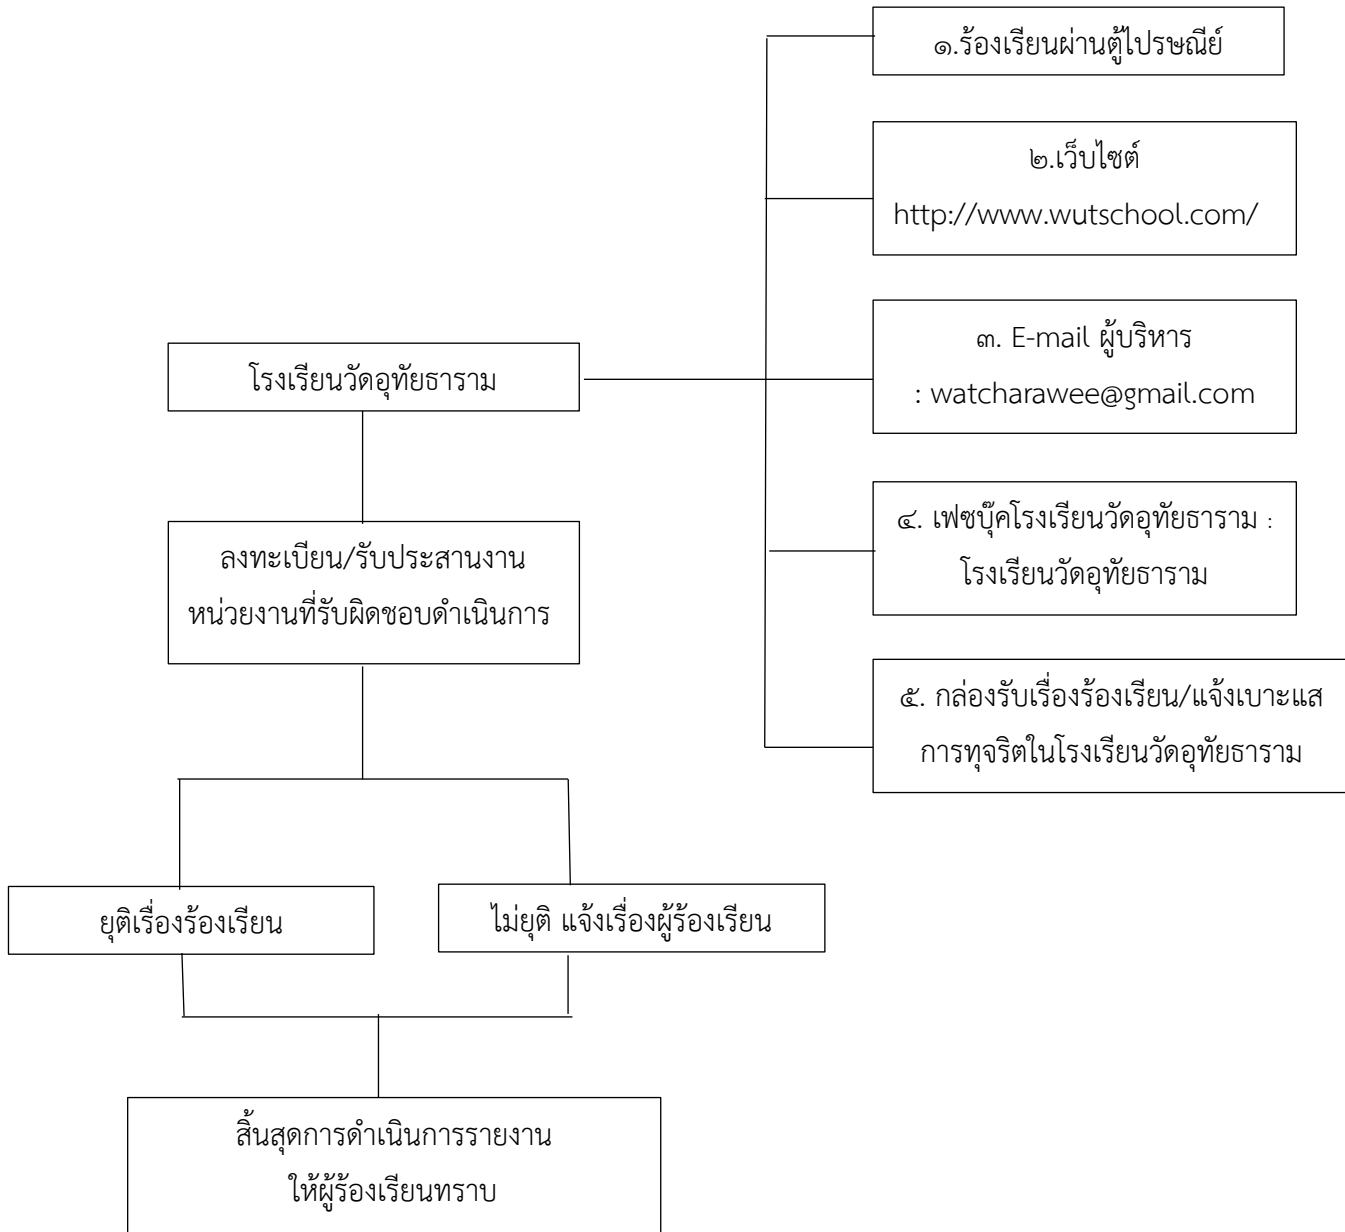 ๑.ร้องเรียนผ่านตู้ไปรษณีย์
๒.เว็บไซต์
http://www.wutschool.com/
๓. E-mail ผู้บริหาร
: watcharawee@gmail.com
โรงเรียนวัดอุทัยธาราม
๔. เฟซบุ๊คโรงเรียนวัดอุทัยธาราม :
โรงเรียนวัดอุทัยธาราม
ลงทะเบียน/รับประสานงาน
หน่วยงานที่รับผิดชอบดำเนินการ
๕. กล่องรับเรื่องร้องเรียน/แจ้งเบาะแส
การทุจริตในโรงเรียนวัดอุทัยธาราม
ยุติเรื่องร้องเรียน
ไม่ยุติ แจ้งเรื่องผู้ร้องเรียน
สิ้นสุดการดำเนินการรายงาน
ให้ผู้ร้องเรียนทราบ